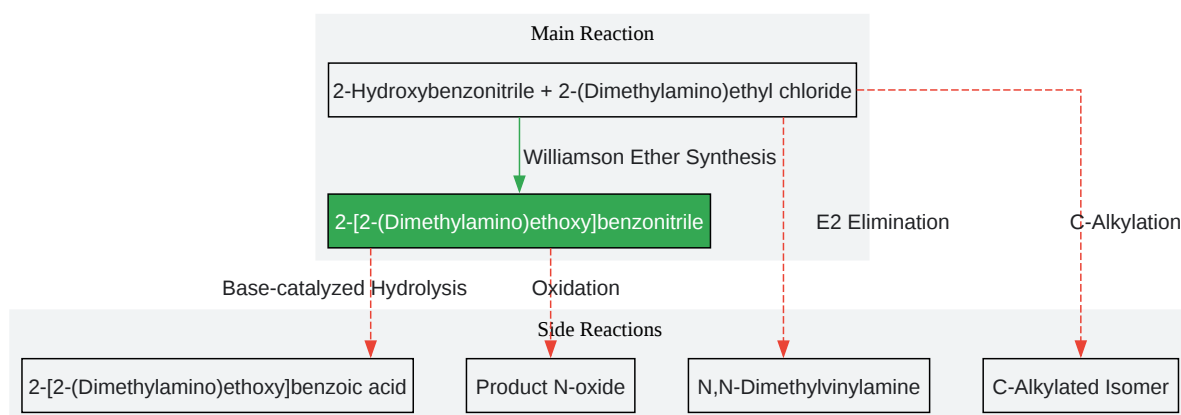 Main Reaction
2-Hydroxybenzonitrile + 2-(Dimethylamino)ethyl chloride
Williamson Ether Synthesis
2-[2-(Dimethylamino)ethoxy]benzonitrile
E2 Elimination
C-Alkylation
Base-catalyzed Hydrolysis
Oxidation
Side Reactions
2-[2-(Dimethylamino)ethoxy]benzoic acid
Product N-oxide
N,N-Dimethylvinylamine
C-Alkylated Isomer